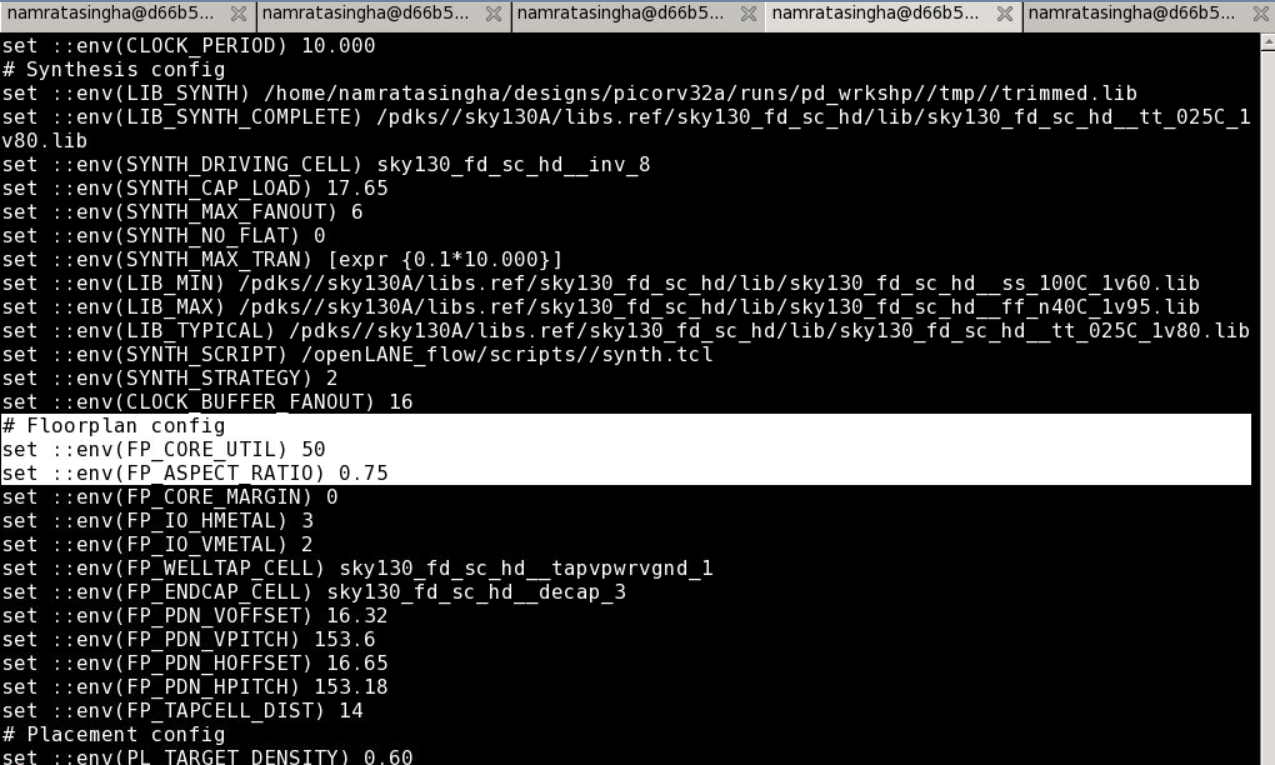 namratasingha@d66b5... namratasingha@d66b5... namratasingha@d66b5... namratasingha@d66b5... namratasingha@d66b5...
set ::env(CLOCK_PERIOD) 10.000
# Synthesis config
set ::env(LIB_SYNTH) /home/namratasingha/designs/picorv32a/runs/pd_wrkshp//tmp//trimmed.lib
set ::env(LIB_SYNTH_COMPLETE) /pdks//sky130A/libs.ref/sky130_fd_sc_hd/lib/sky130_fd_sc_hd__tt_025C_1
v80.lib
set ::env(SYNTH_DRIVING_CELL) sky130_fd_sc_hd__inv_8
set ::env(SYNTH_CAP_LOAD) 17.65
set ::env(SYNTH_MAX_FANOUT) 6
set ::env(SYNTH_NO_FLAT) 0
set ::env(SYNTH_MAX_TRAN) [expr {0.1*10.000}]
set ::env(LIB_MIN) /pdks//sky130A/libs.ref/sky130_fd_sc_hd/lib/sky130_fd_sc_hd__ss_100C_1v60.lib
set ::env(LIB_MAX) /pdks//sky130A/libs.ref/sky130_fd_sc_hd/lib/sky130_fd_sc_hd__ff_n40C_1v95.lib
set ::env(LIB_TYPICAL) /pdks//sky130A/libs.ref/sky130_fd_sc_hd/lib/sky130_fd_sc_hd__tt_025C_1v80.lib
set ::env(SYNTH_SCRIPT) /openLANE_flow/scripts//synth.tcl
set ::env(SYNTH_STRATEGY) 2
set ::env(CLOCK_BUFFER_FANOUT) 16
# Floorplan config
set ::env(FP_CORE_UTIL) 50
set ::env(FP_ASPECT_RATIO) 0.75
set ::env(FP_CORE_MARGIN) 0
set ::env(FP_IO_HMETAL) 3
set ::env(FP_IO_VMETAL) 2
set ::env(FP_WELLTAP_CELL) sky130_fd_sc_hd__tapvpwrvgnd_1
set ::env(FP_ENDCAP_CELL) sky130_fd_sc_hd__decap_3
set ::env(FP_PDN_VOFFSET) 16.32
set ::env(FP_PDN_VPITCH) 153.6
set ::env(FP_PDN_HOFFSET) 16.65
set ::env(FP_PDN_HPITCH) 153.18
set ::env(FP_TAPCELL_DIST) 14
# Placement config
set ::env(PL_TARGET_DENSITY) 0.60